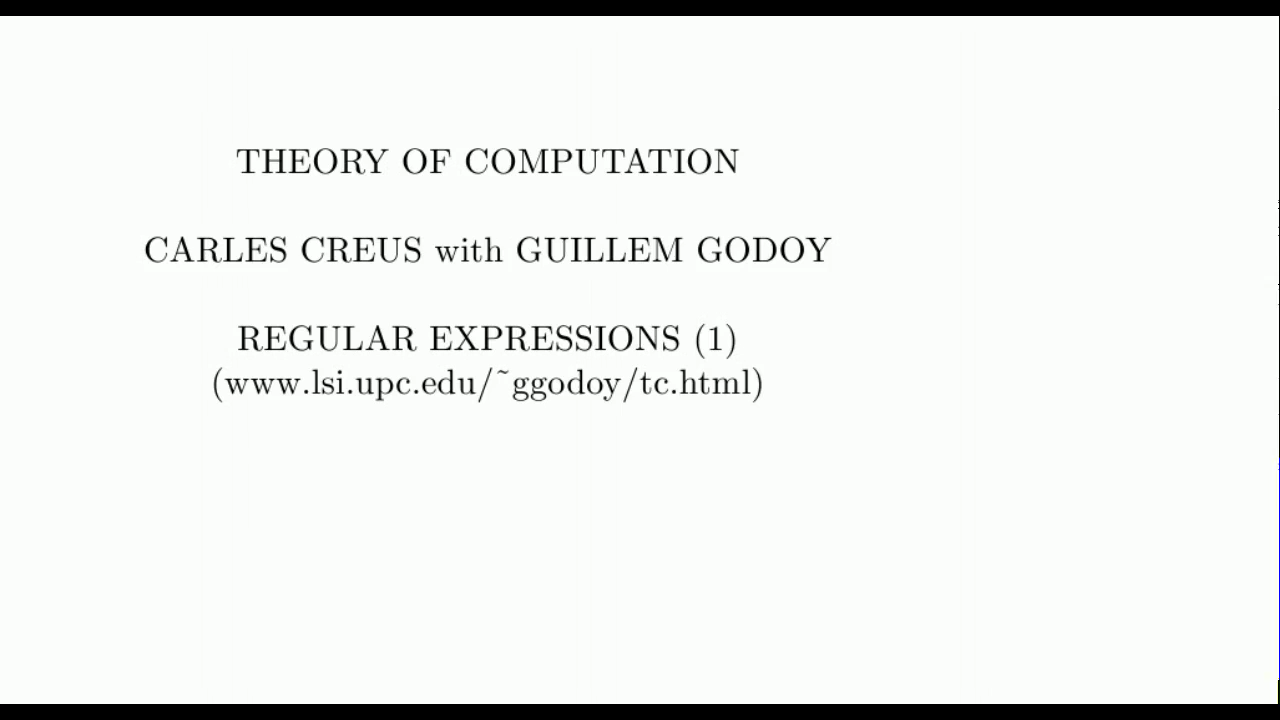 THEORY OF COMPUTATION
CARLES CREUS with GUILLEM GODOY
REGULAR EXPRESSIONS (1)
(www.lsi.upc.edu/~ggodoy/tc.html)